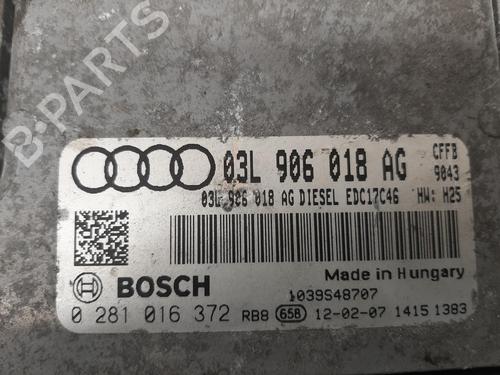 B-PARTS
03L 906 018 AG
CFFB
9043
03L 906 018 AG DIESEL EDC17C46 HW: H25
Made in Hungary
BOSCH
1039S48707
0 281 016 372 RB8 65B 12-02-07 1415 1383